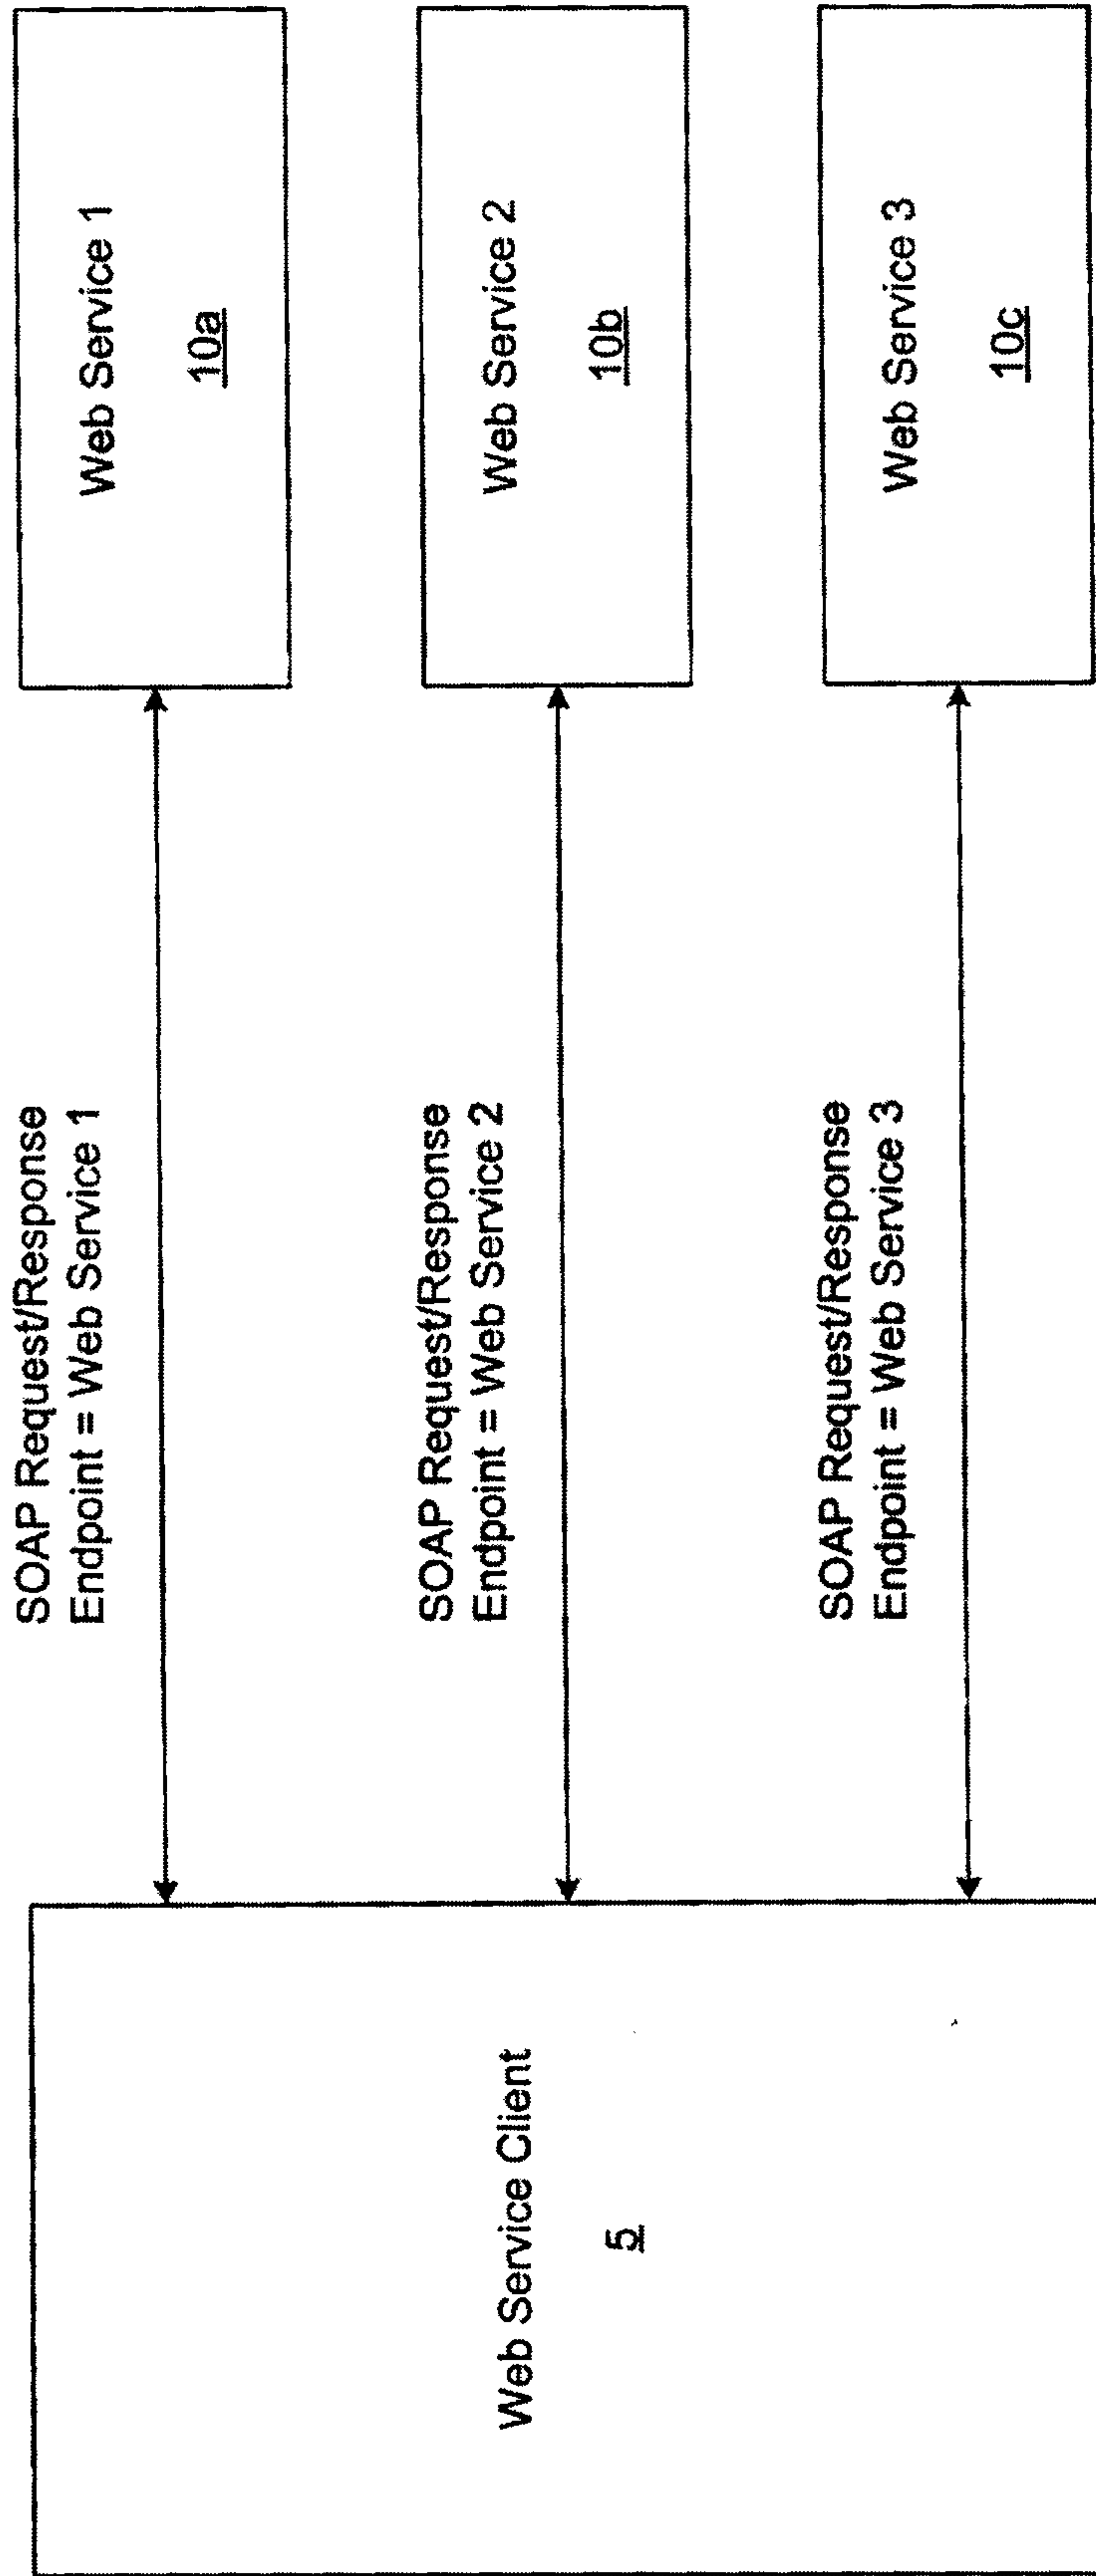 Web Service Client
5
SOAP Request/Response
Endpoint = Web Service 1
Web Service 1
10a
SOAP Request/Response
Endpoint = Web Service 2
Web Service 2
10b
SOAP Request/Response
Endpoint = Web Service 3
Web Service 3
10c